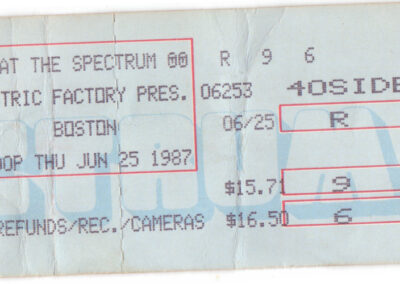 AT THE SPECTRUM 00 R 9 6
TRIC FACTORY PRES. 06253 40SIDE
BOSTON 06/25 R
OOP THU JUN 25 1987
$15.71 9
REFUNDS/REC./CAMERAS $16.50 6